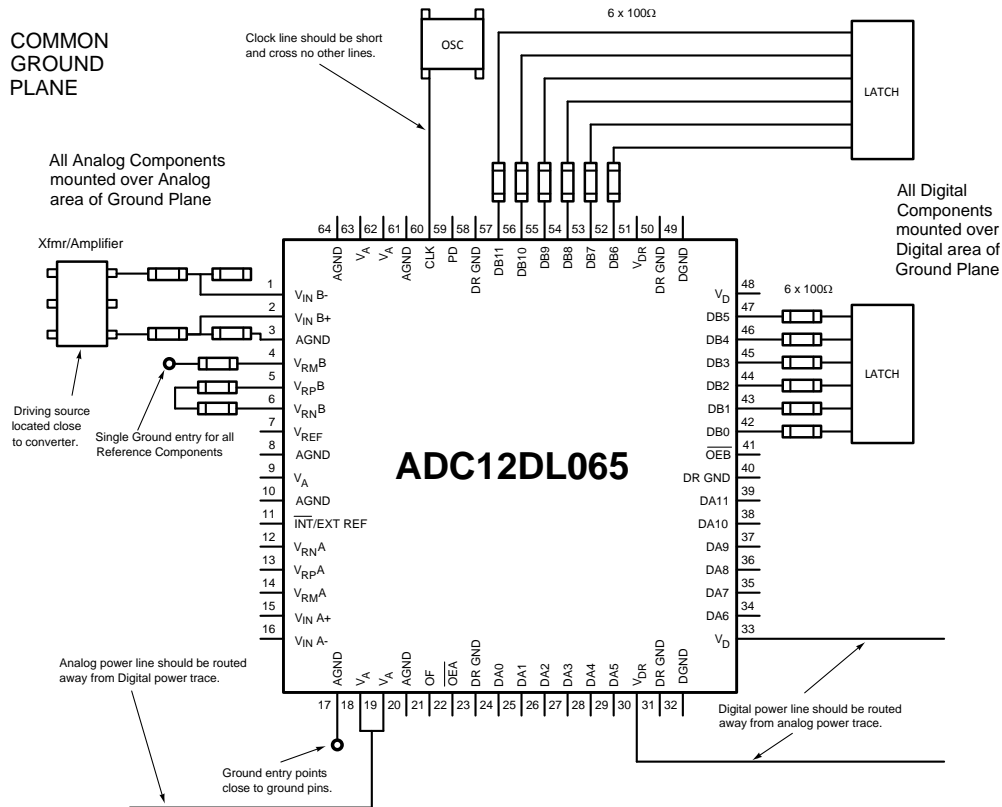 COMMON
GROUND
PLANE
Clock line should be short
and cross no other lines.
OSC
6 x 100Ω
LATCH
All Analog Components
mounted over Analog
area of Ground Plane
All Digital
Components
mounted over
Digital area of
Ground Plane
Xfmr/Amplifier
Driving source
located close
to converter.
Single Ground entry for all
Reference Components
64 63 62 61 60 59 58 57 56 55 54 53 52 51 50 49
AGND VA VA AGND CLK PD DR GND DB11 DB10 DB9 DB8 DB7 DB6 VDR DR GND DGND
1 VIN B-
2 VIN B+
3 AGND
4 VRMB
5 VRPB
6 VRNB
7 VREF
8 AGND
9 VA
10 AGND
11 INT/EXT REF
12 VRNA
13 VRPA
14 VRMA
15 VIN A+
16 VIN A-
ADC12DL065
VD 48
DB5 47
DB4 46
DB3 45
DB2 44
DB1 43
DB0 42
OEB 41
DR GND 40
DA11 39
DA10 38
DA9 37
DA8 36
DA7 35
DA6 34
VD 33
6 x 100Ω
LATCH
AGND VA VA AGND OF OEA DR GND DA0 DA1 DA2 DA3 DA4 DA5 VDR DR GND DGND
17 18 19 20 21 22 23 24 25 26 27 28 29 30 31 32
Analog power line should be routed
away from Digital power trace.
Ground entry points
close to ground pins.
Digital power line should be routed
away from analog power trace.